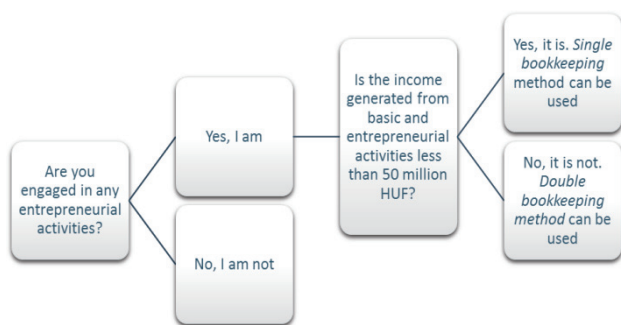 Are you
engaged in any
entrepreneurial
activities?
Yes, I am
No, I am not
Is the income
generated from
basic and
entrepreneurial
activities less
than 50 million
HUF?
Yes, it is. Single
bookkeeping
method can be
used
No, it is not.
Double
bookkeeping
method can be
used